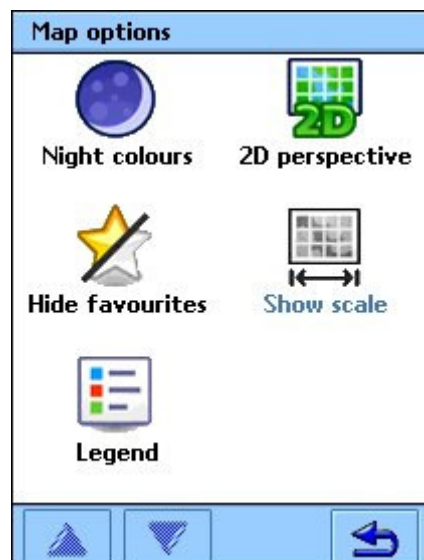 Map options
2D
Night colours
2D perspective
Hide favourites
Show scale
Legend